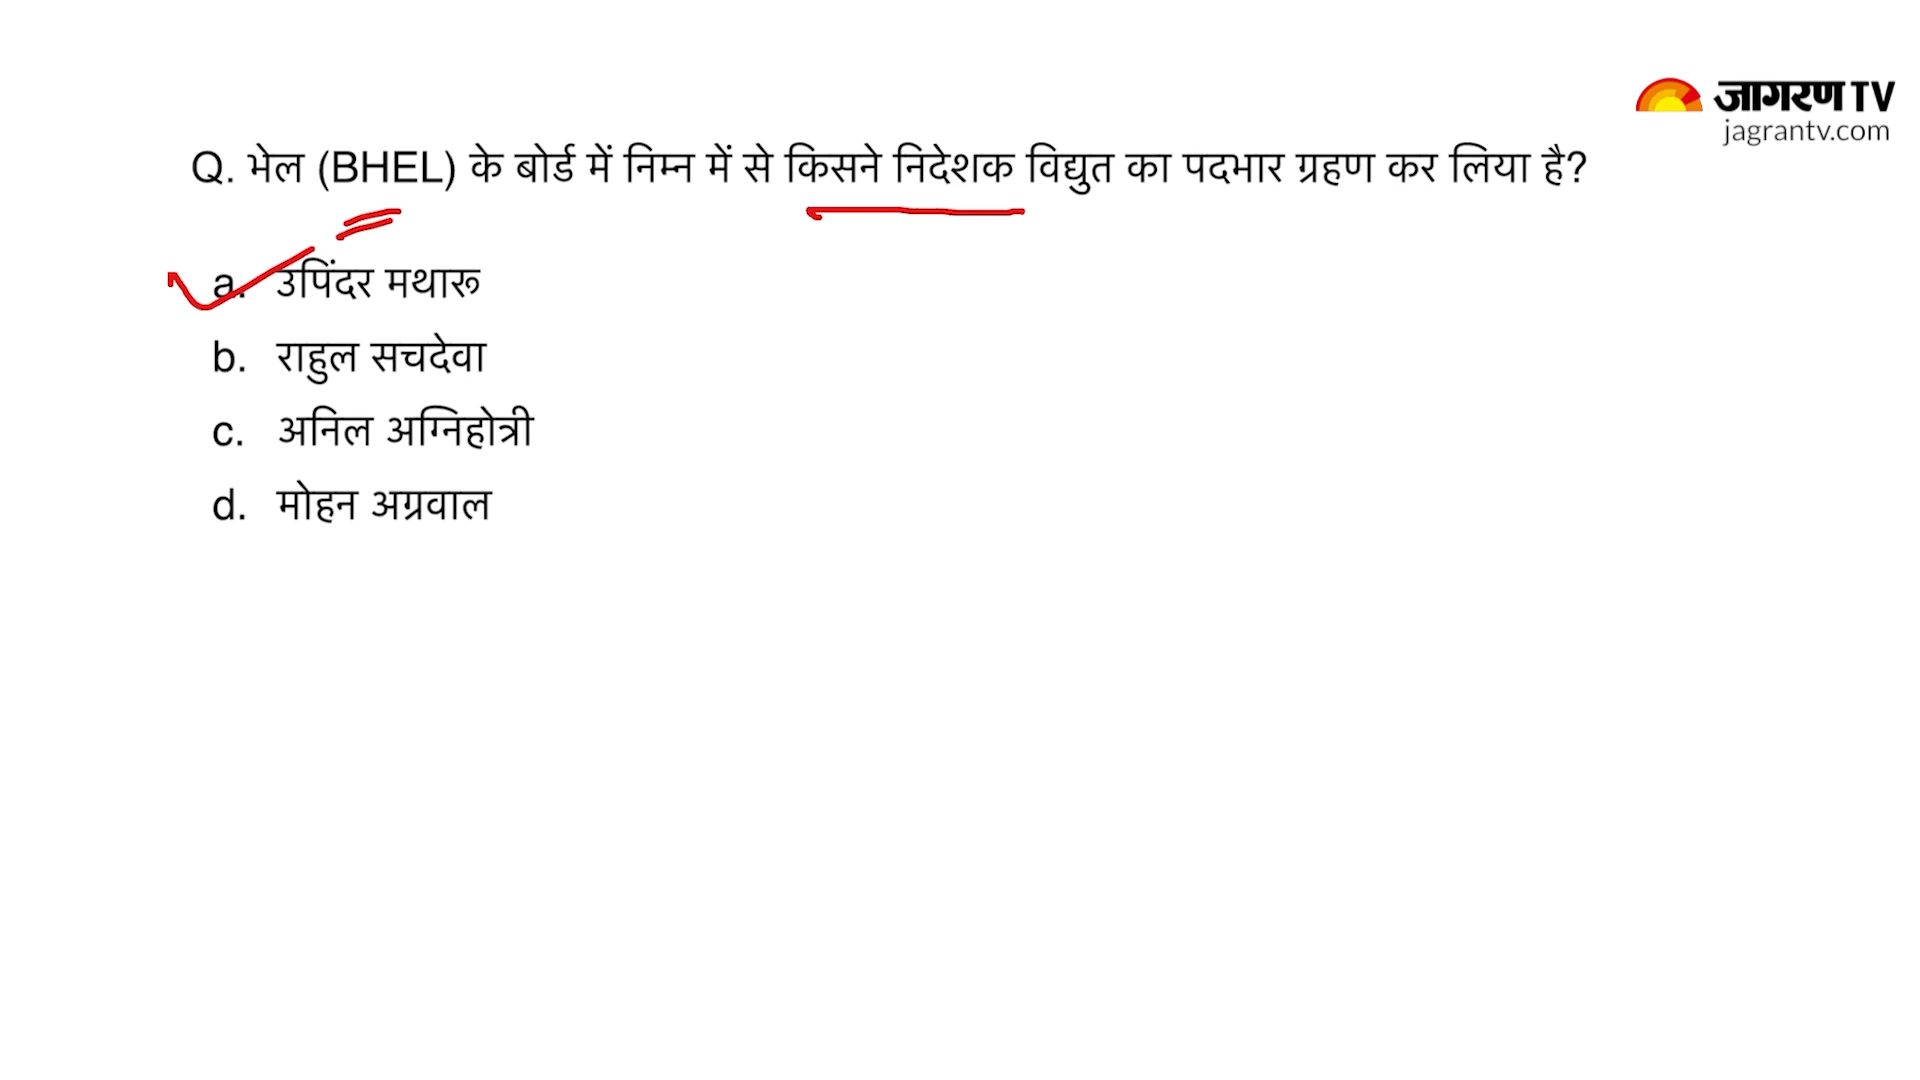 जागरण TV
jagrantv.com
Q. भेल (BHEL) के बोर्ड में निम्न में से किसने निदेशक विद्युत का पदभार ग्रहण कर लिया है?
a. उपिंदर मथारू
b. राहुल सचदेवा
c. अनिल अग्निहोत्री
d. मोहन अग्रवाल